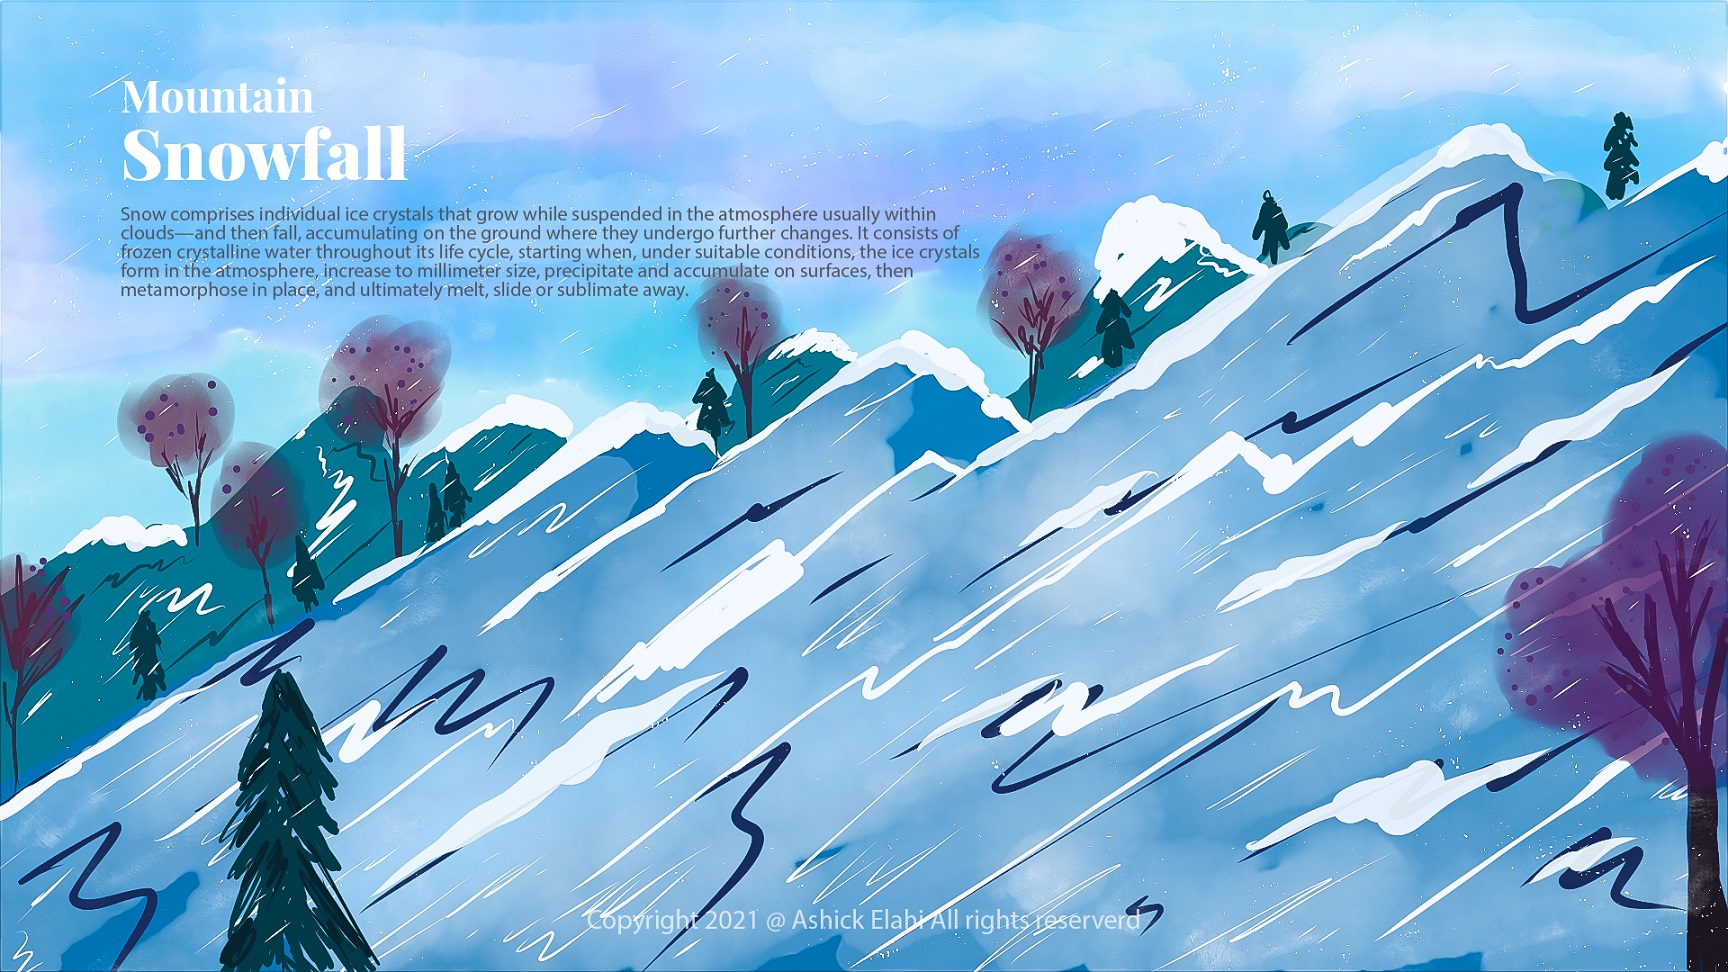 Mountain
Snowfall
Snow comprises individual ice crystals that grow while suspended in the atmosphere usually within
clouds—and then fall, accumulating on the ground where they undergo further changes. It consists of
frozen crystalline water throughout its life cycle, starting when, under suitable conditions, the ice crystals
form in the atmosphere, increase to millimeter size, precipitate and accumulate on surfaces, then
metamorphose in place, and ultimately melt, slide or sublimate away.
Copyright 2021 @ Ashick Elahi All rights reserverd